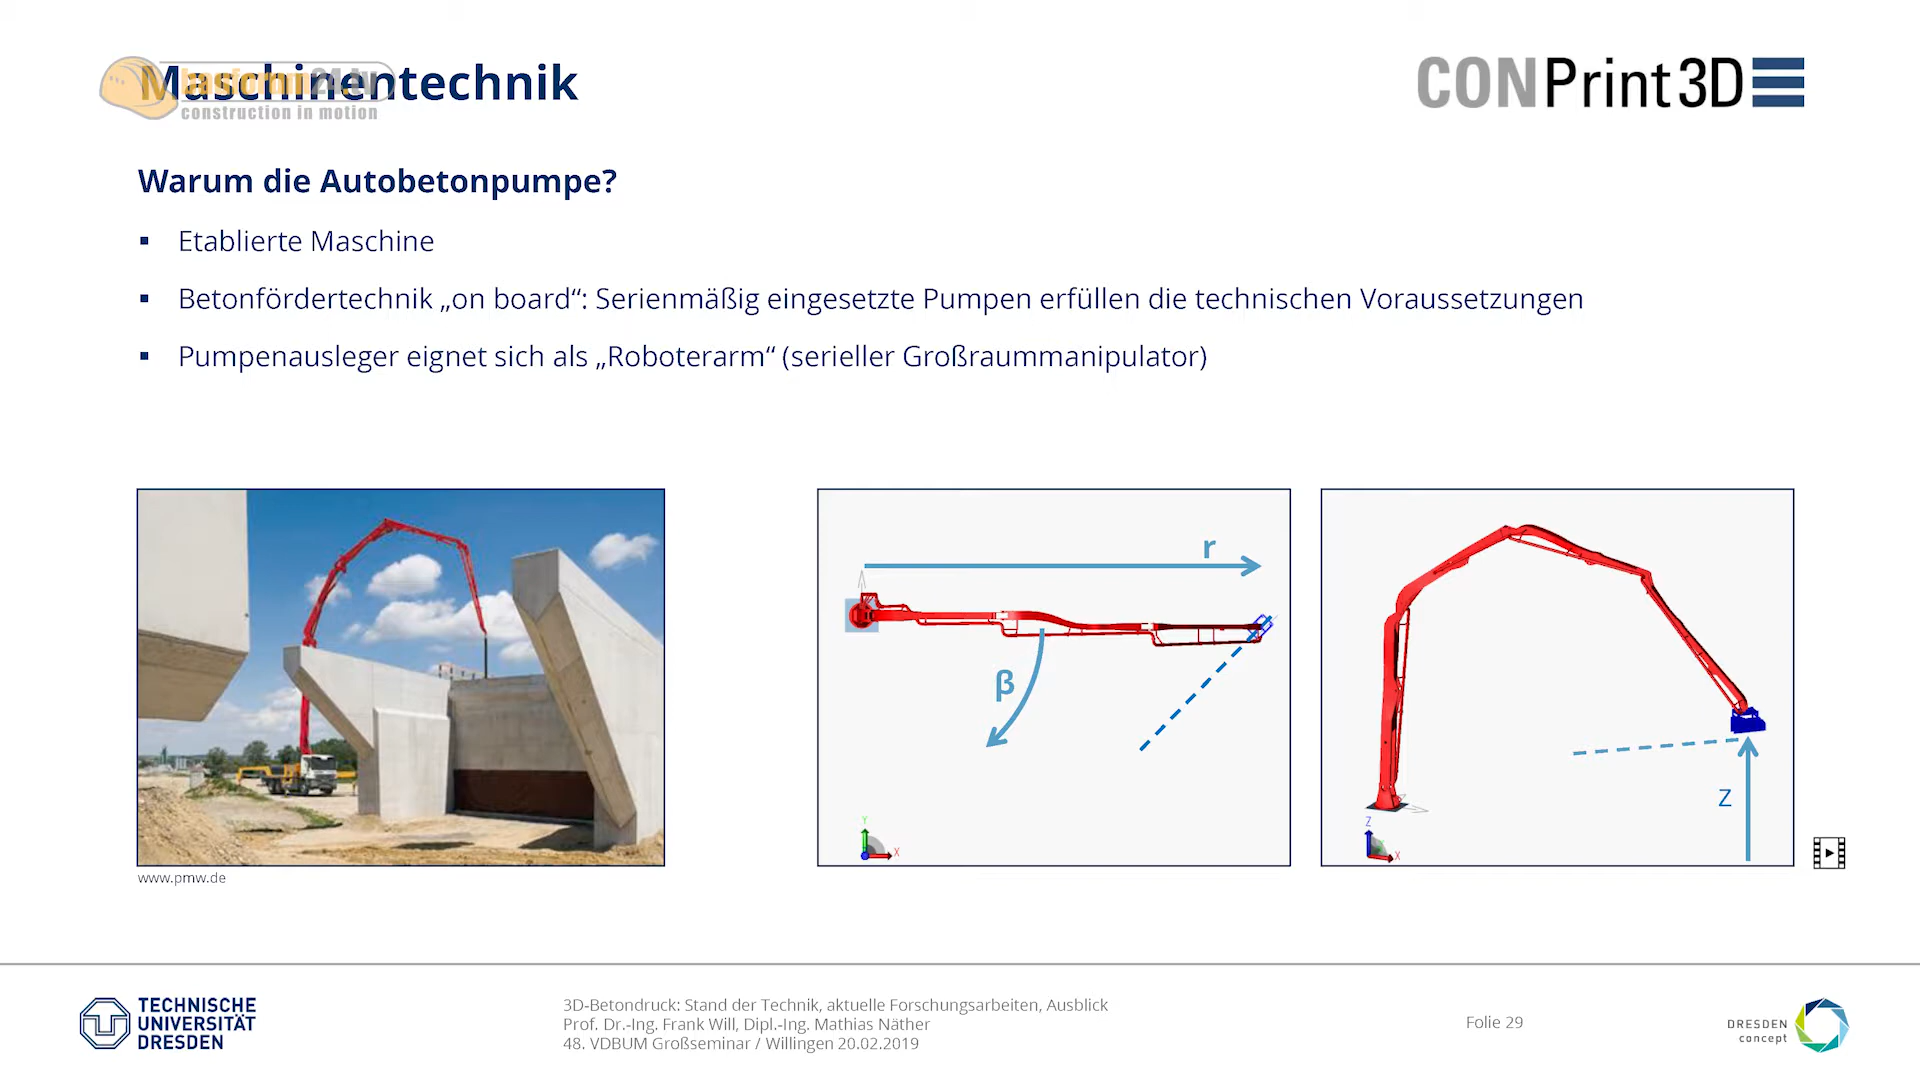 Maschinentechnik
construction in motion
CONPrint3D
Warum die Autobetonpumpe?
▪ Etablierte Maschine
▪ Betonfördertechnik „on board“: Serienmäßig eingesetzte Pumpen erfüllen die technischen Voraussetzungen
▪ Pumpenausleger eignet sich als „Roboterarm“ (serieller Großraummanipulator)
r
β
Y
X
Z
Z
X
www.pmw.de
TECHNISCHE
UNIVERSITÄT
DRESDEN
3D-Betondruck: Stand der Technik, aktuelle Forschungsarbeiten, Ausblick
Prof. Dr.-Ing. Frank Will, Dipl.-Ing. Mathias Näther
48. VDBUM Großseminar / Willingen 20.02.2019
Folie 29
DRESDEN
concept